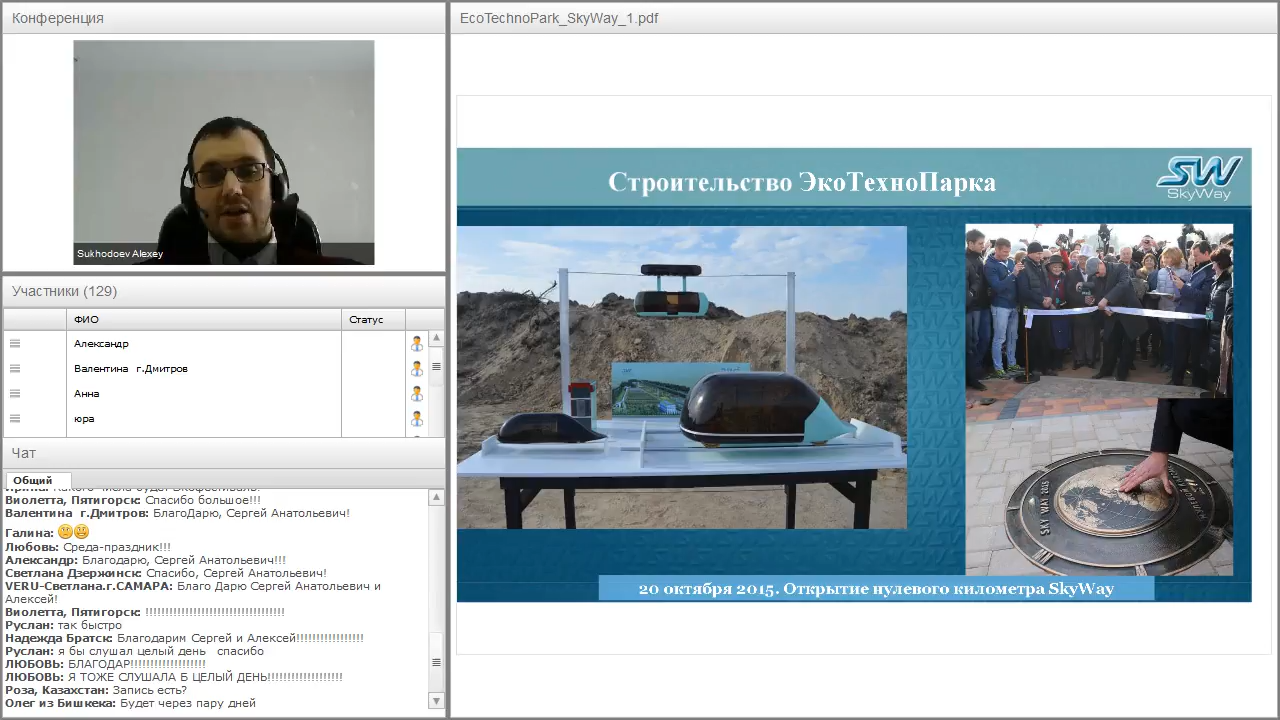 Конференция
Sukhodoev Alexey
Участники (129)
ФИО
Статус
Александр
Валентина г.Дмитров
Анна
юра
Чат
Общий
Виолетта, Пятигорск: Спасибо большое!!!
Валентина г.Дмитров: БлагоДарю, Сергей Анатольевич!
Галина:
Любовь: Среда-праздник!!!
Александр: Благодарю, Сергей Анатольевич!!!
Светлана Дзержинск: Спасибо, Сергей Анатольевич!
VERU-Светлана.г.САМАРА: Благо Дарю Сергей Анатольевич и
Алексей!
Виолетта, Пятигорск: !!!!!!!!!!!!!!!!!!!!!!!!!!!!!!!!!!
Руслан: так быстро
Надежда Братск: Благодарим Сергей и Алексей!!!!!!!!!!!!!!!!!
Руслан: я бы слушал целый день спасибо
ЛЮБОВЬ: БЛАГОДАР!!!!!!!!!!!!!!!!!!!
ЛЮБОВЬ: Я ТОЖЕ СЛУШАЛА Б ЦЕЛЫЙ ДЕНЬ!!!!!!!!!!!!!!!!!!!
Роза, Казахстан: Запись есть?
Олег из Бишкека: Будет через пару дней
EcoTechnoPark_SkyWay_1.pdf
Строительство ЭкоТехноПарка
SW
SkyWay
SKY WAY 2015
20 октября 2015. Открытие нулевого километра SkyWay